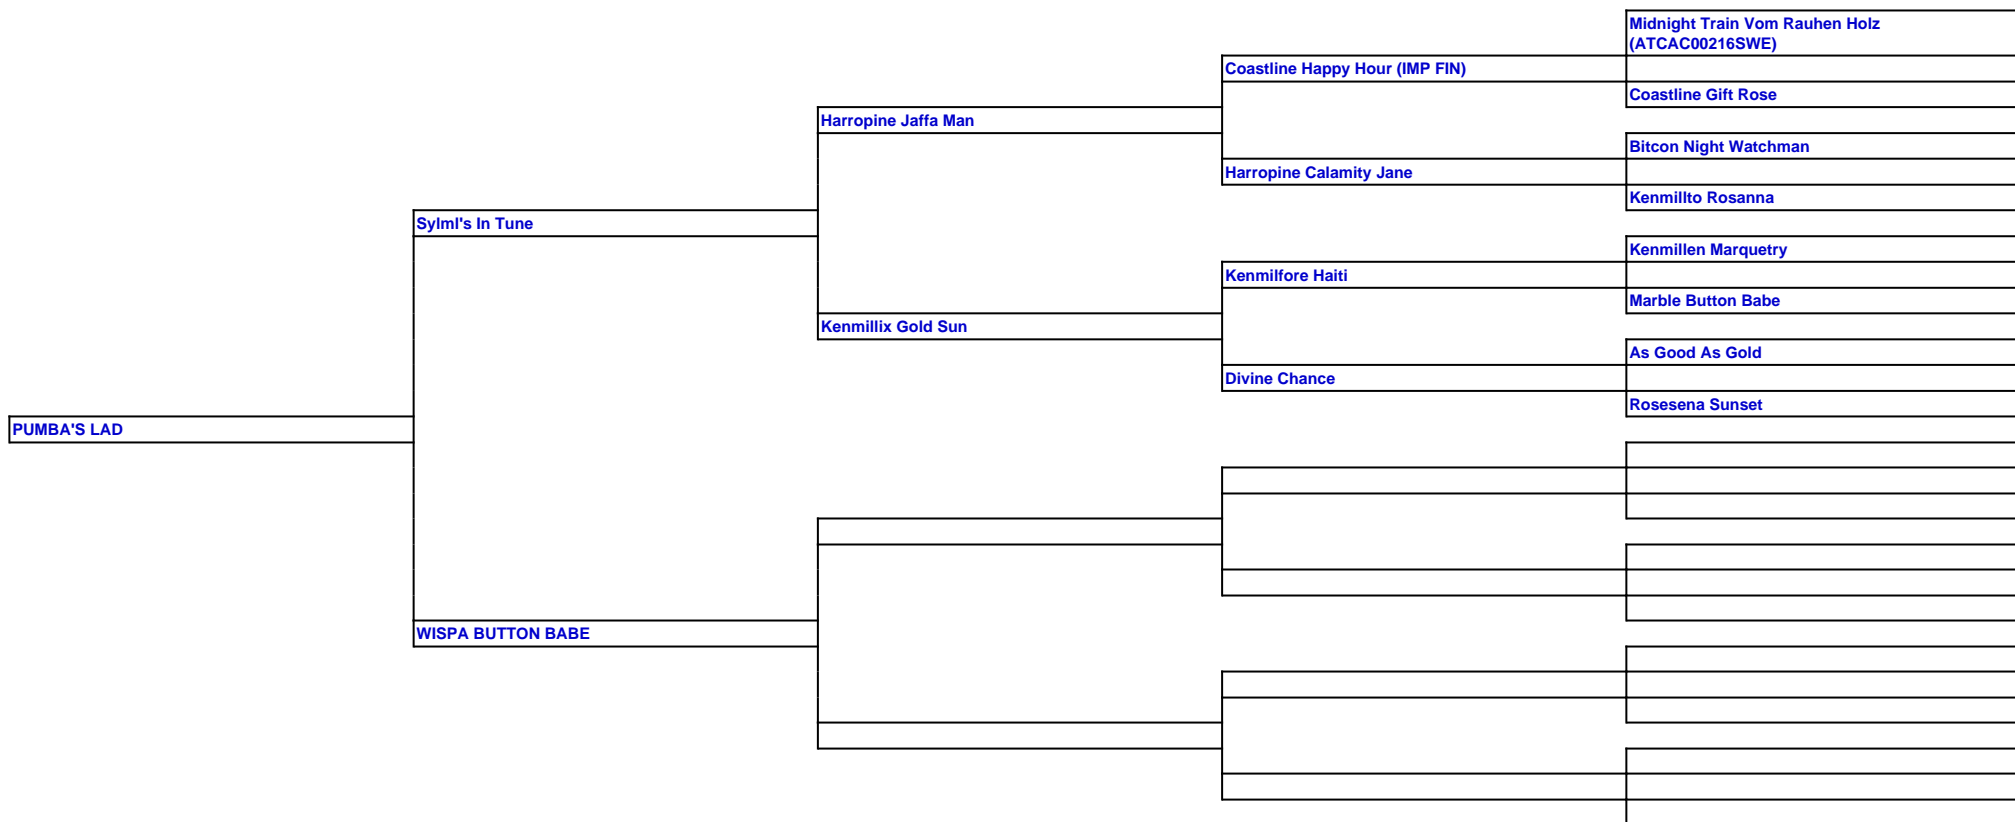 Midnight Train Vom Rauhen Holz
(ATCAC00216SWE)
Coastline Happy Hour (IMP FIN)
Coastline Gift Rose
Harropine Jaffa Man
Bitcon Night Watchman
Harropine Calamity Jane
Kenmillto Rosanna
Sylml's In Tune
Kenmillen Marquetry
Kenmilfore Haiti
Marble Button Babe
Kenmillix Gold Sun
As Good As Gold
Divine Chance
Rosesena Sunset
PUMBA'S LAD
WISPA BUTTON BABE